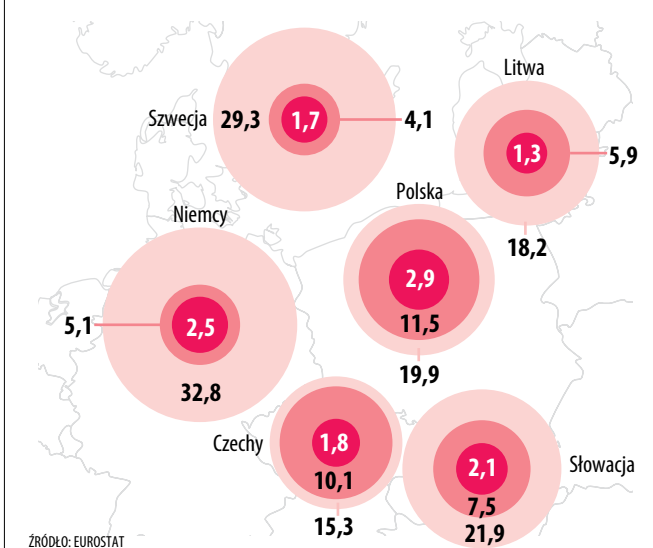 Litwa
Szwecja 29,3 1,7 4,1
1,3 5,9
Polska
Niemcy
18,2
2,9
5,1 2,5 11,5
19,9
32,8
Czechy 1,8
2,1 Słowacja
10,1
7,5
15,3 21,9
ŹRÓDŁO: EUROSTAT